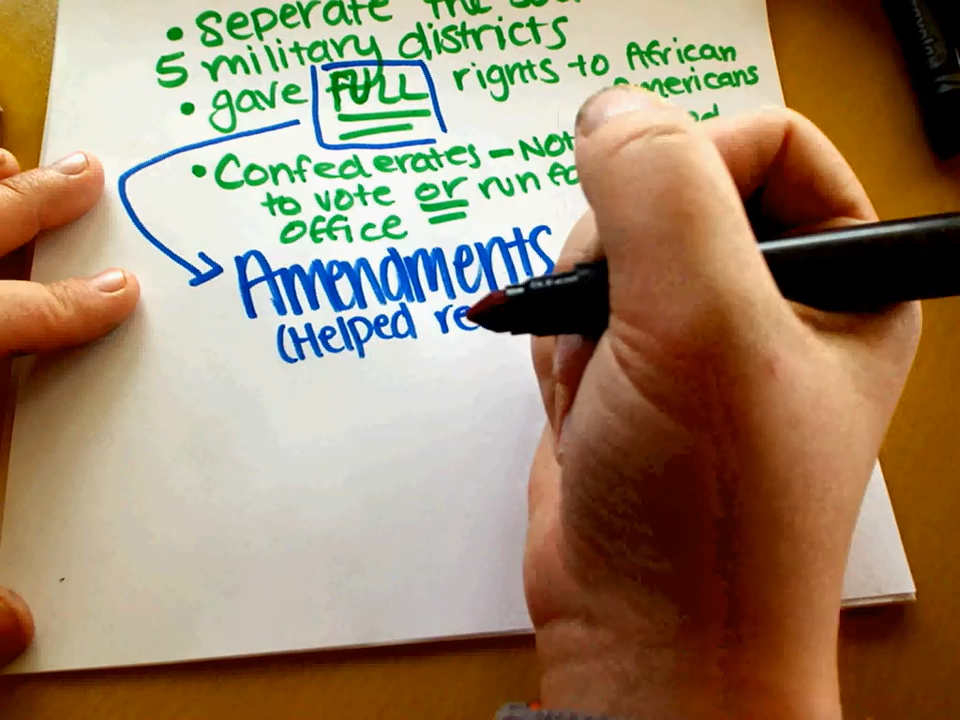 • seperate the
5 military districts
• gave FULL rights to African
Americans
• Confederates - NOT
to vote or run
office
Amendments
(Helped